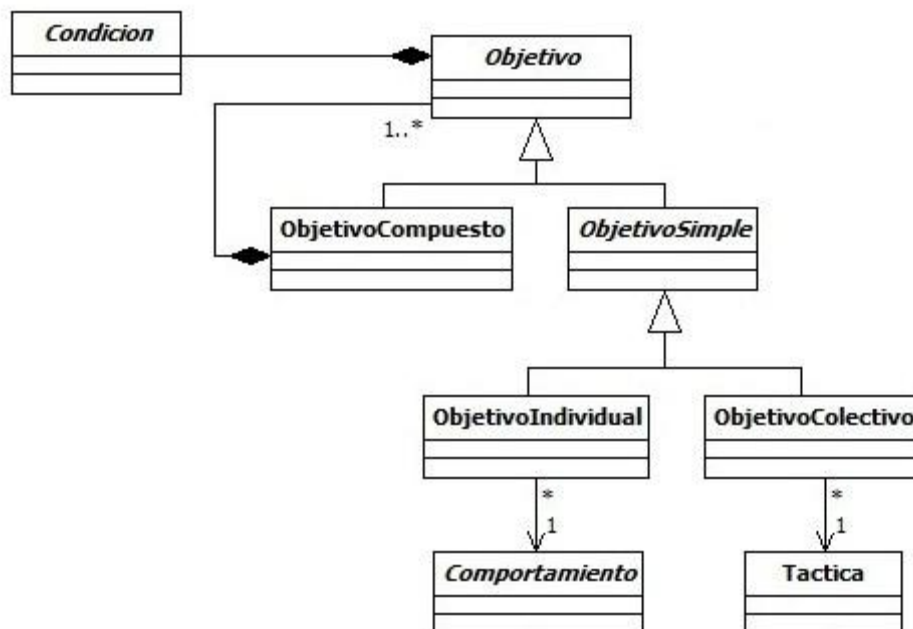 Condicion
Objetivo
1..*
ObjetivoCompuesto
ObjetivoSimple
ObjetivoIndividual
ObjetivoColectivo
*
*
1
1
Comportamiento
Tactica